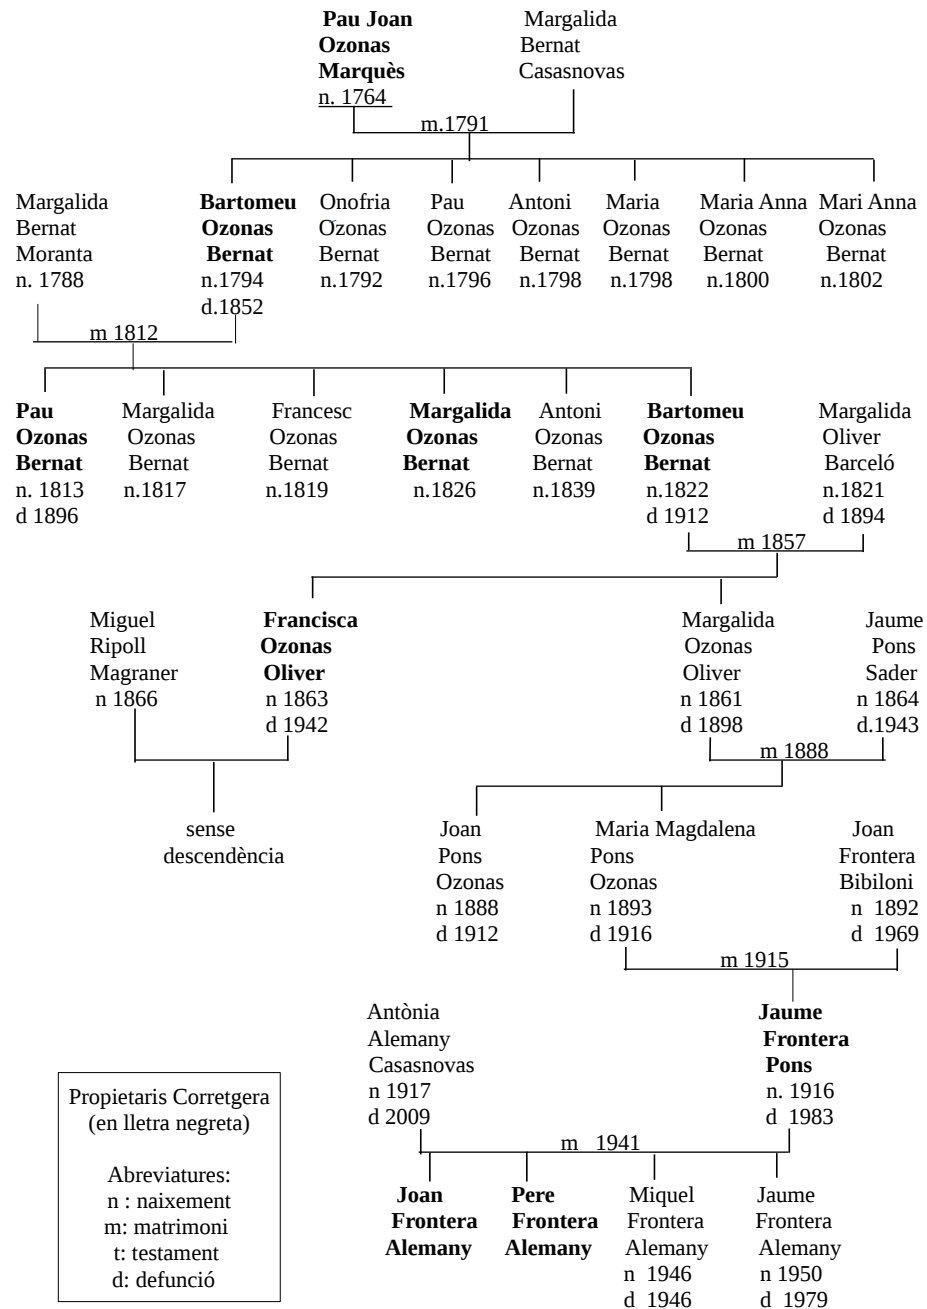 Pau Joan
Ozonas
Marquès
n. 1764
Margalida
Bernat
Casasnovas
m.1791
Margalida
Bernat
Moranta
n. 1788
Bartomeu
Ozonas
Bernat
n.1794
d.1852
Onofria
Ozonas
Bernat
n.1792
Pau
Ozonas
Bernat
n.1796
Antoni
Ozonas
Bernat
n.1798
Maria
Ozonas
Bernat
n.1798
Maria Anna
Ozonas
Bernat
n.1800
Mari Anna
Ozonas
Bernat
n.1802
m 1812
Pau
Ozonas
Bernat
n. 1813
d 1896
Margalida
Ozonas
Bernat
n.1817
Francesc
Ozonas
Bernat
n.1819
Margalida
Ozonas
Bernat
n.1826
Antoni
Ozonas
Bernat
n.1839
Bartomeu
Ozonas
Bernat
n.1822
d 1912
Margalida
Oliver
Barceló
n.1821
d 1894
m 1857
Miguel
Ripoll
Magraner
n 1866
Francisca
Ozonas
Oliver
n 1863
d 1942
Margalida
Ozonas
Oliver
n 1861
d 1898
Jaume
Pons
Sader
n 1864
d.1943
m 1888
sense
descendència
Joan
Pons
Ozonas
n 1888
d 1912
Maria Magdalena
Pons
Ozonas
n 1893
d 1916
Joan
Frontera
Bibiloni
n 1892
d 1969
m 1915
Antònia
Alemany
Casasnovas
n 1917
d 2009
Jaume
Frontera
Pons
n. 1916
d 1983
m 1941
Joan
Frontera
Alemany
Pere
Frontera
Alemany
Miquel
Frontera
Alemany
n 1946
d 1946
Jaume
Frontera
Alemany
n 1950
d 1979
Propietaris Corretgera
(en lletra negreta)
Abreviatures:
n : naixement
m: matrimoni
t: testament
d: defunció